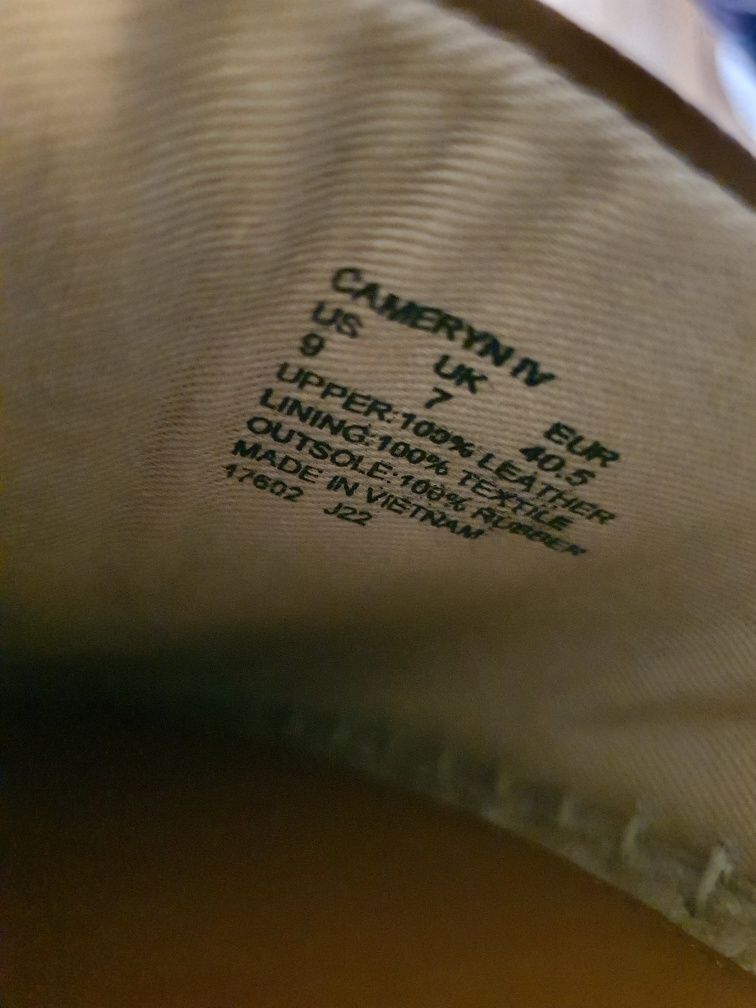 CAMERYN IV
US UK EUR
9 7 40.5
UPPER:100% LEATHER
LINING:100% TEXTILE
OUTSOLE:100% RUBBER
MADE IN VIETNAM
17602 J22